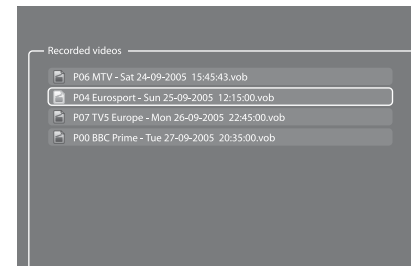 Recorded videos
P06 MTV - Sat 24-09-2005 15:45:43.vob
P04 Eurosport - Sun 25-09-2005 12:15:00.vob
P07 TV5 Europe - Mon 26-09-2005 22:45:00.vob
P00 BBC Prime - Tue 27-09-2005 20:35:00.vob